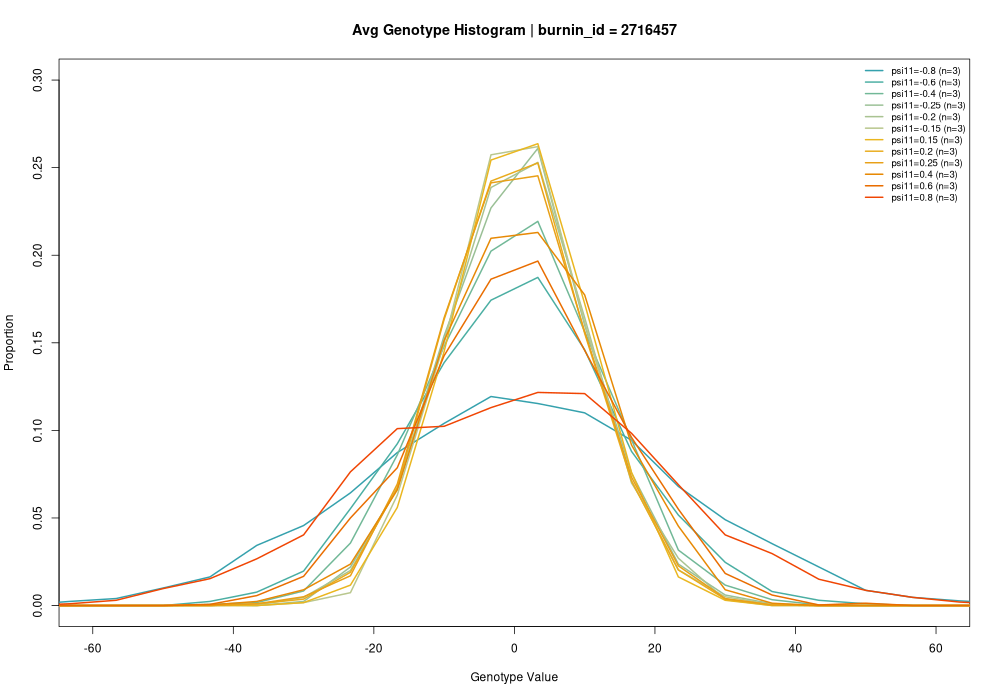 Avg Genotype Histogram | burnin_id = 2716457
psi11=-0.8 (n=3)
psi11=-0.6 (n=3)
psi11=-0.4 (n=3)
psi11=-0.25 (n=3)
psi11=-0.2 (n=3)
psi11=-0.15 (n=3)
psi11=0.15 (n=3)
psi11=0.2 (n=3)
psi11=0.25 (n=3)
psi11=0.4 (n=3)
psi11=0.6 (n=3)
psi11=0.8 (n=3)
0.30
0.25
0.20
0.15
0.10
0.05
0.00
Proportion
-60 -40 -20 0 20 40 60
Genotype Value